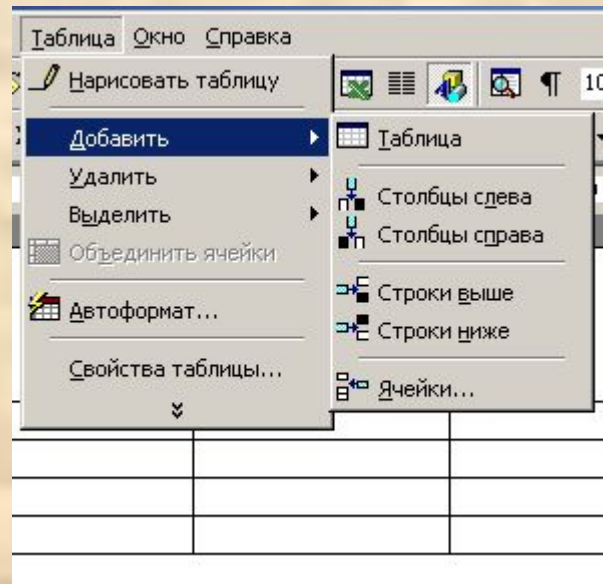 Таблица Окно Справка
Нарисовать таблицу
Добавить
Удалить
Выделить
Объединить ячейки
Автоформат...
Свойства таблицы...
¶ 10
Таблица
Столбцы слева
Столбцы справа
Строки выше
Строки ниже
Ячейки...